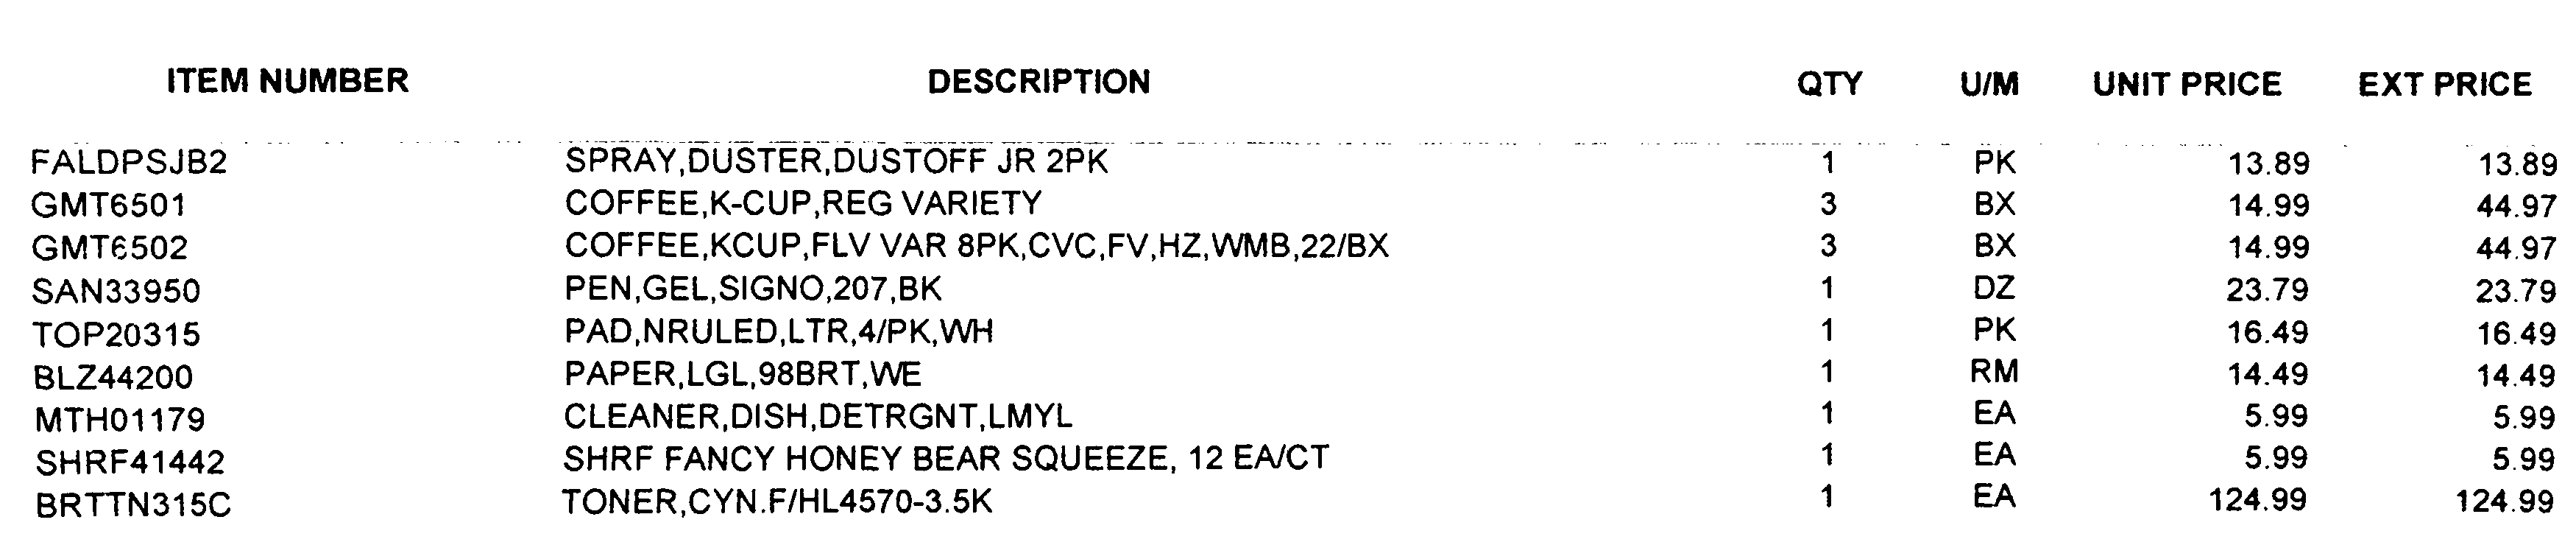 ITEM NUMBER DESCRIPTION QTY U/M UNIT PRICE EXT PRICE
FALDPSJB2 SPRAY,DUSTER,DUSTOFF JR 2PK 1 PK 13.89 13.89
GMT6501 COFFEE,K-CUP,REG VARIETY 3 BX 14.99 44.97
GMT6502 COFFEE,KCUP,FLV VAR 8PK,CVC,FV,HZ,WMB,22/BX 3 BX 14.99 44.97
SAN33950 PEN,GEL,SIGNO,207,BK 1 DZ 23.79 23.79
TOP20315 PAD,NRULED,LTR,4/PK,WH 1 PK 16.49 16.49
BLZ44200 PAPER,LGL,98BRT,WE 1 RM 14.49 14.49
MTH01179 CLEANER,DISH,DETRGNT,LMYL 1 EA 5.99 5.99
SHRF41442 SHRF FANCY HONEY BEAR SQUEEZE, 12 EA/CT 1 EA 5.99 5.99
BRTTN315C TONER,CYN.F/HL4570-3.5K 1 EA 124.99 124.99